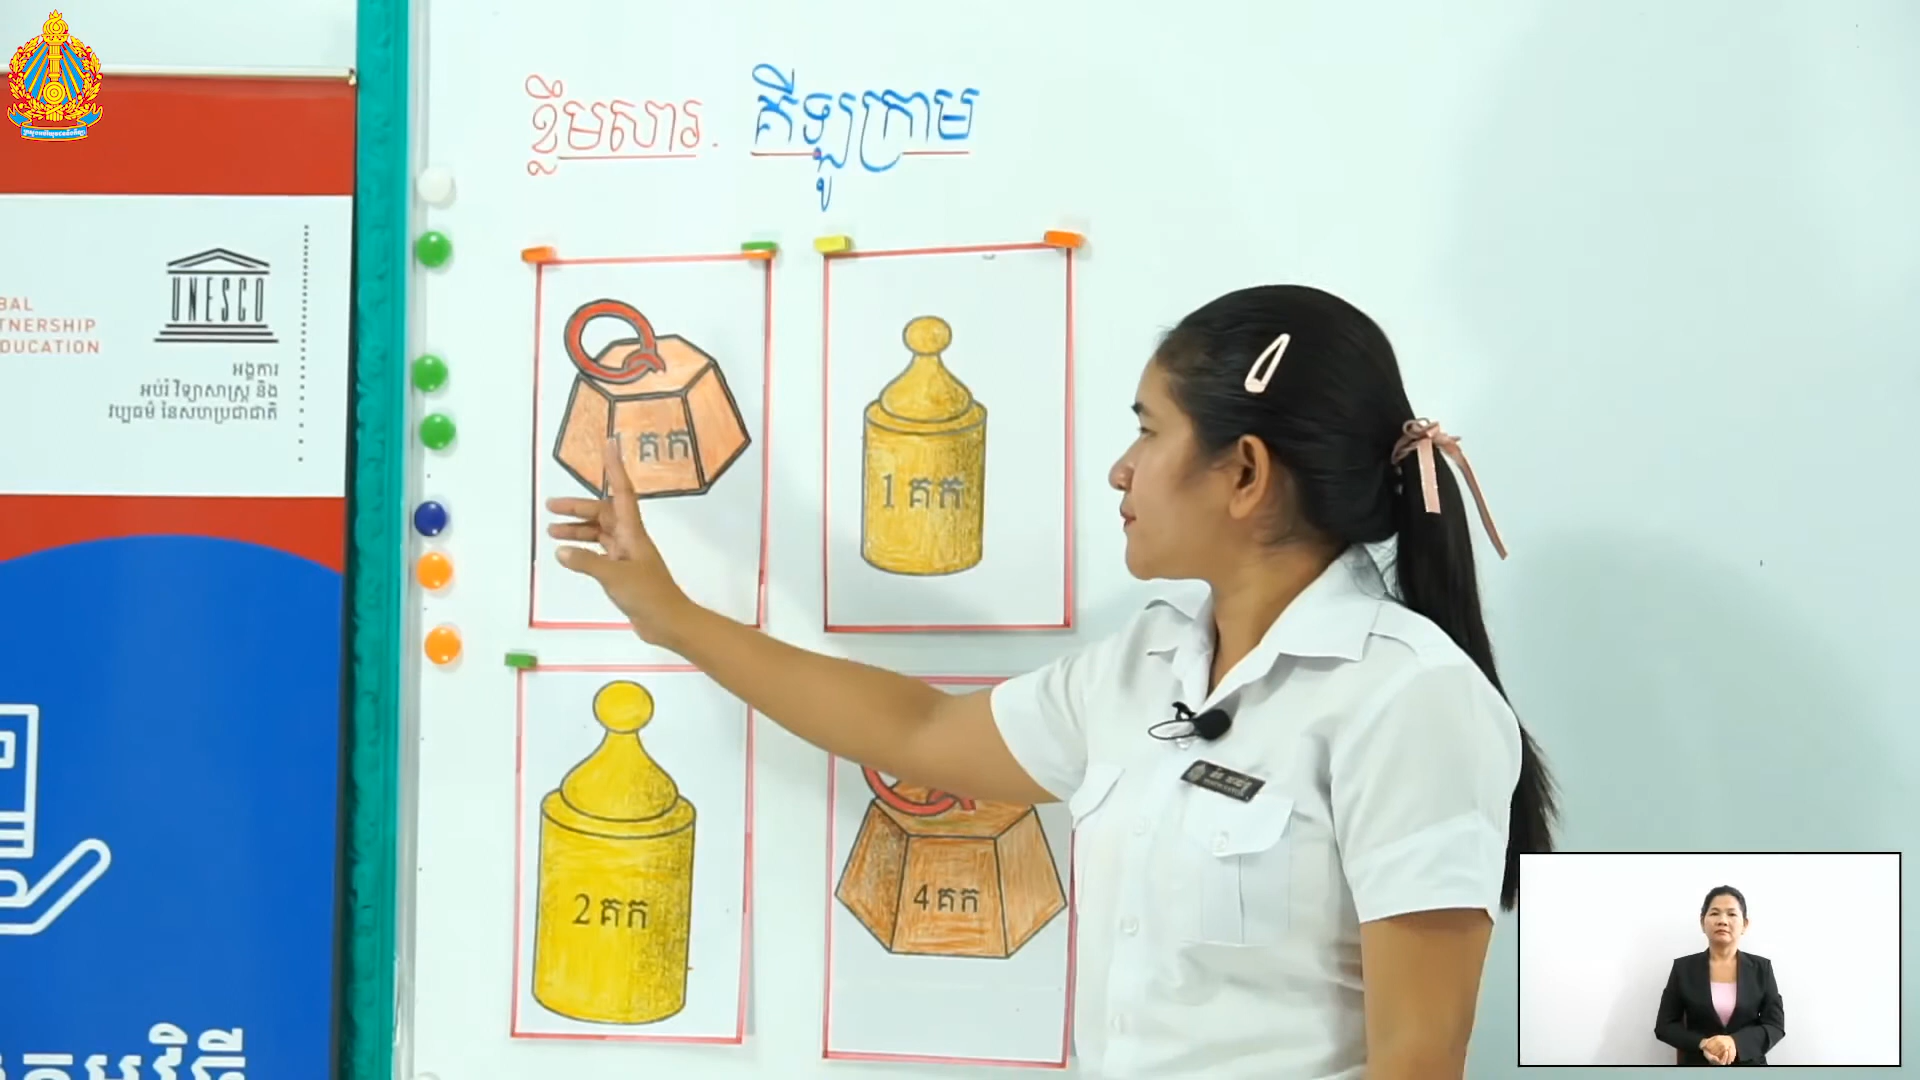 ខ្លឹមសារ. គីឡូក្រាម
BAL
TNERSHIP
DUCATION
UNESCO
អង្គការ
អប់រំ វិទ្យាសាស្ត្រ និង
វប្បធម៌ នៃសហប្រជាជាតិ
1 គក
1 គក
2 គក
4 គក